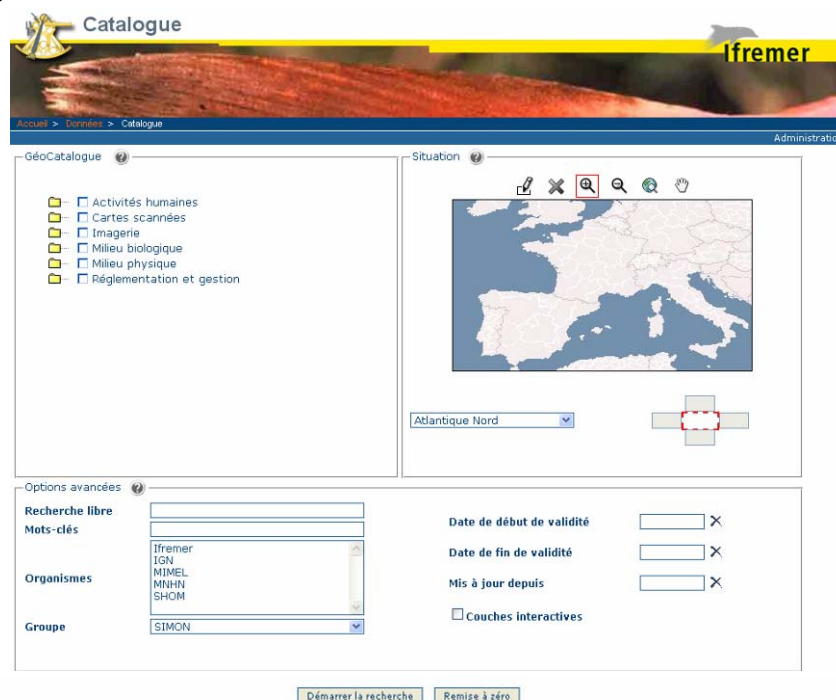 Catalogue
Ifremer
Accueil > Données > Catalogue
Administratio
GéoCatalogue
Situation
Activités humaines
Cartes scannées
Imagerie
Milieu biologique
Milieu physique
Réglementation et gestion
Atlantique Nord
Options avancées
Recherche libre
Mots-clés
Organismes
Ifremer
IGN
MIMEL
MNHN
SHOM
Groupe
SIMON
Date de début de validité
Date de fin de validité
Mis à jour depuis
Couches interactives
Démarrer la recherche
Remise à zéro